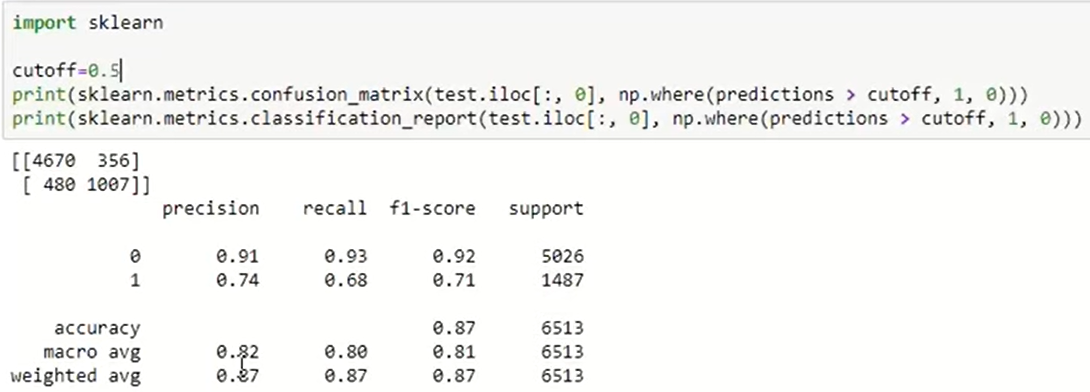 import sklearn
cutoff=0.5
print(sklearn.metrics.confusion_matrix(test.iloc[:, 0], np.where(predictions > cutoff, 1, 0)))
print(sklearn.metrics.classification_report(test.iloc[:, 0], np.where(predictions > cutoff, 1, 0)))
[[4670 356]
[ 480 1007]]
precision recall f1-score support
0 0.91 0.93 0.92 5026
1 0.74 0.68 0.71 1487
accuracy 0.87 6513
macro avg 0.82 0.80 0.81 6513
weighted avg 0.87 0.87 0.87 6513